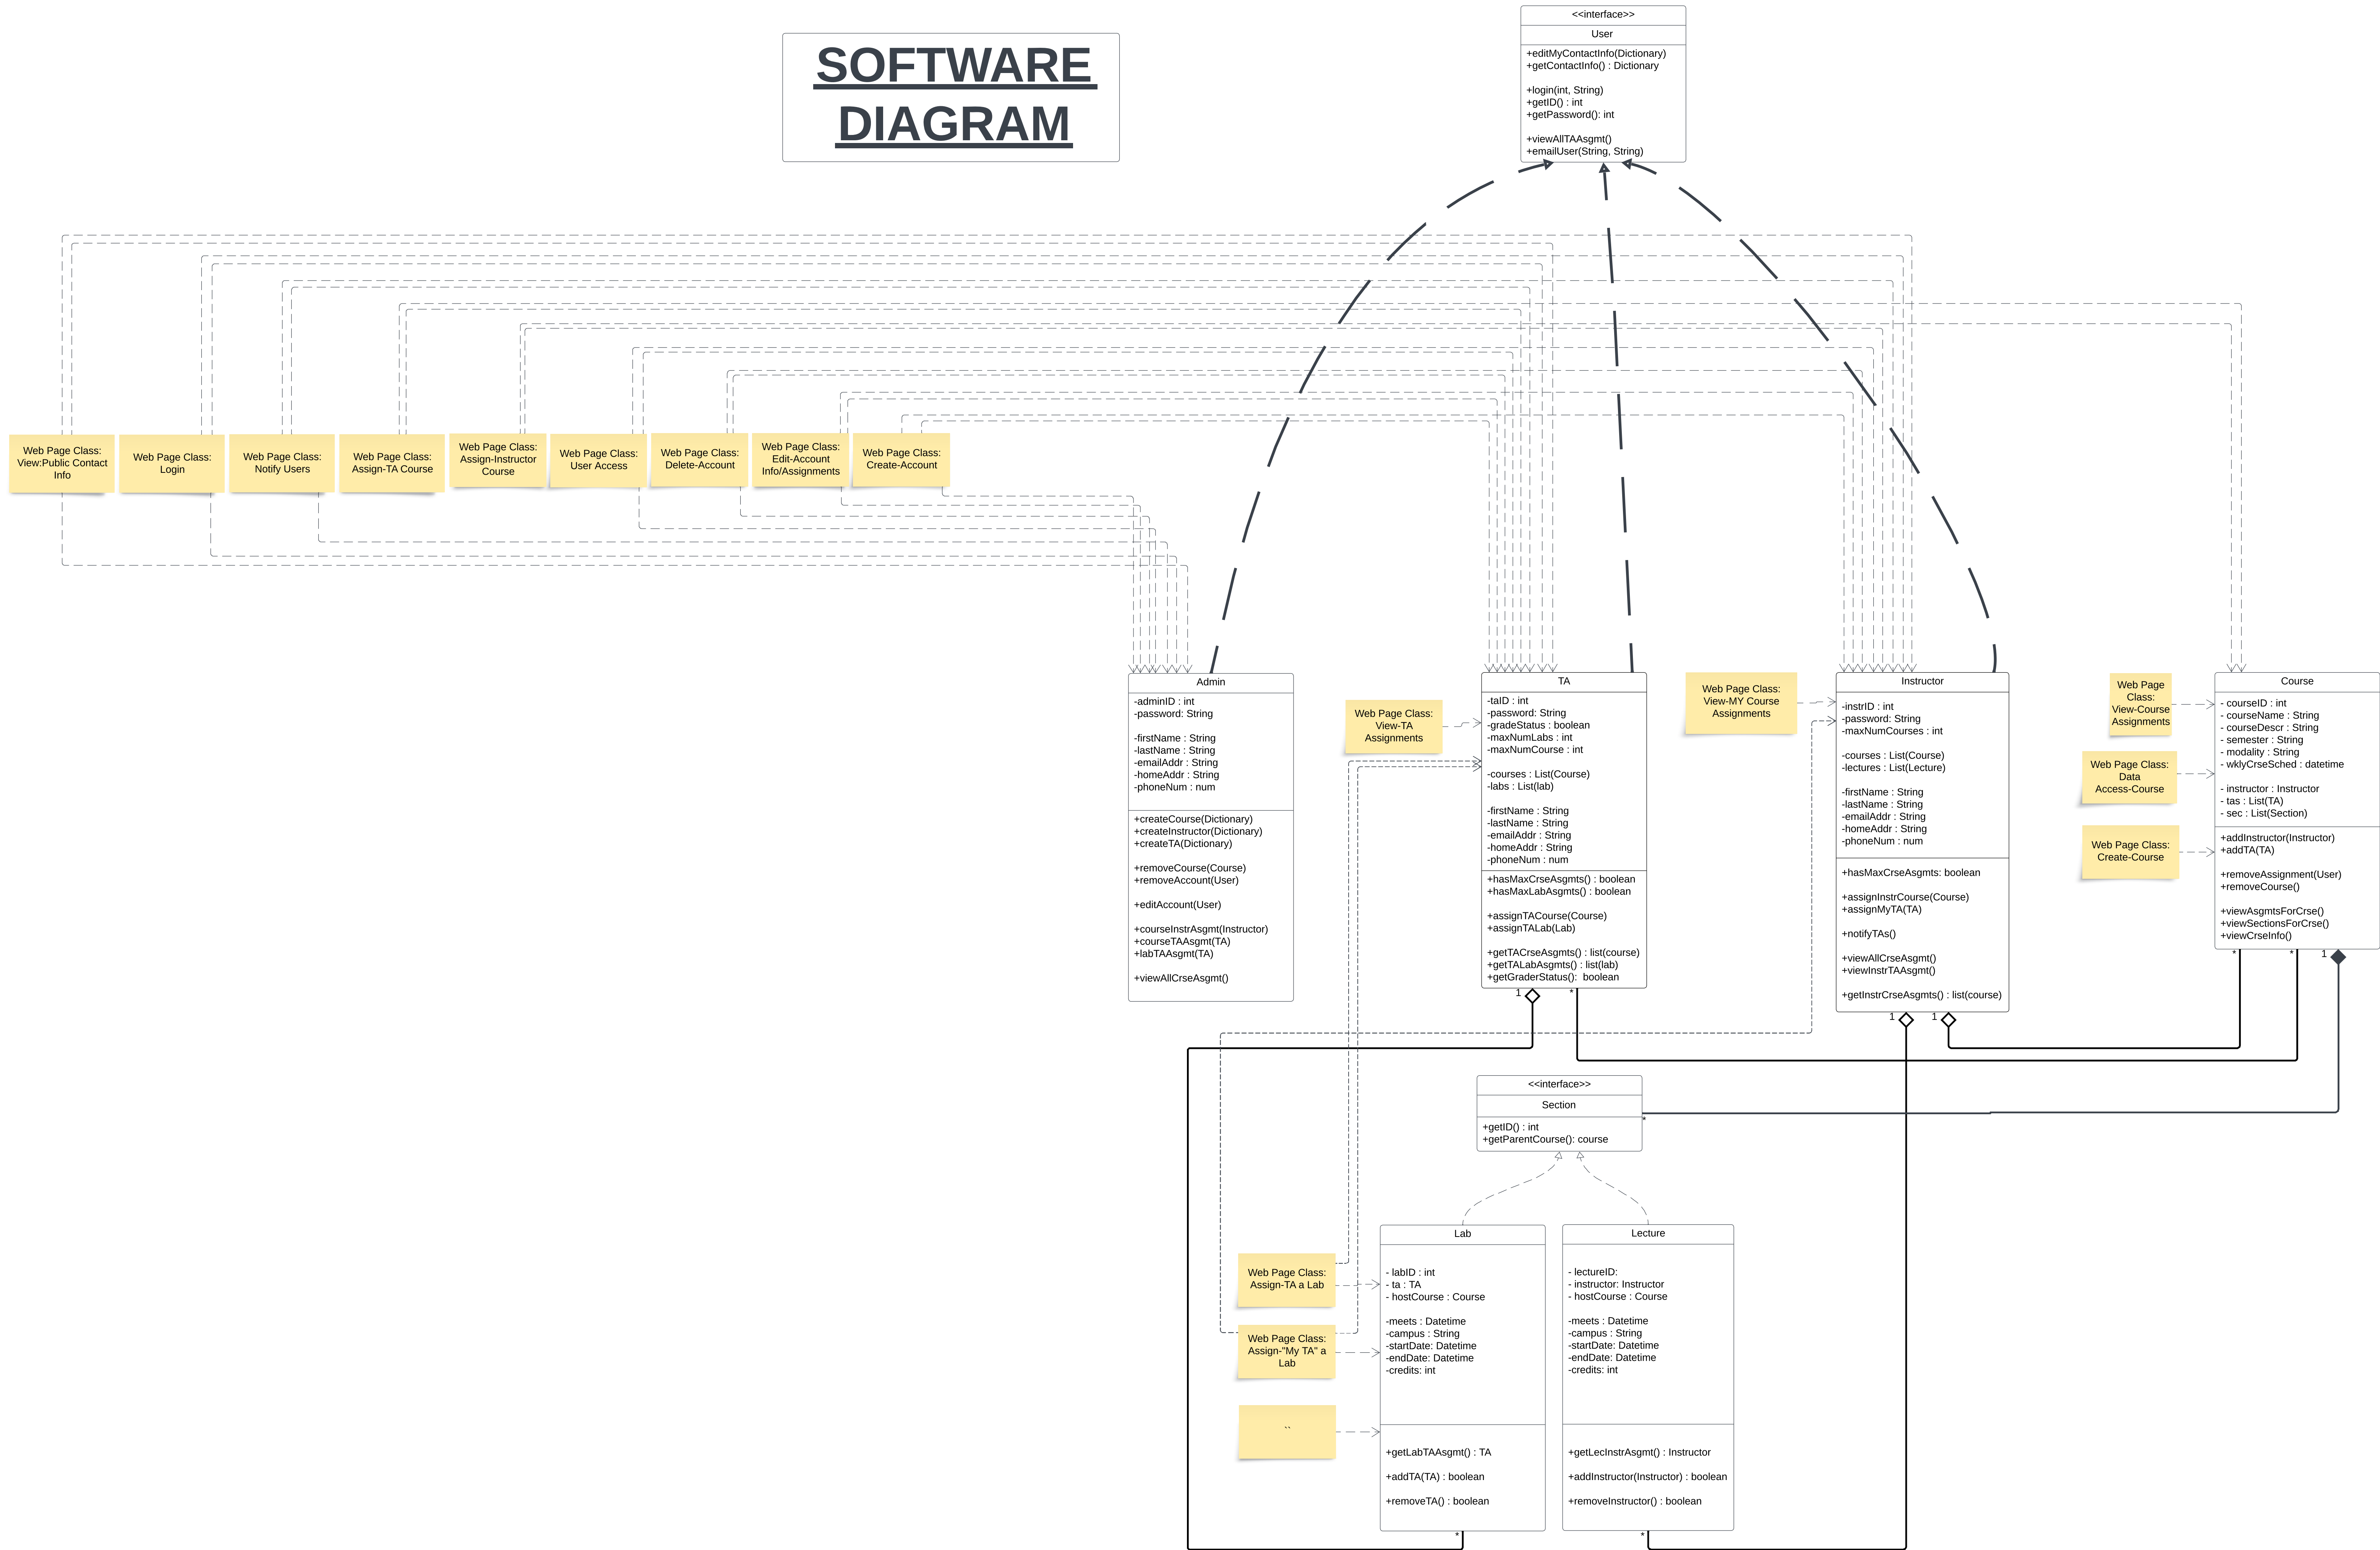 SOFTWARE
DIAGRAM
<<interface>>
User
+editMyContactInfo(Dictionary)
+getContactInfo() : Dictionary
+login(int, String)
+getID() : int
+getPassword(): int
+viewAllTAAsgmt()
+emailUser(String, String)
Web Page Class:
View:Public Contact
Info
Web Page Class:
Login
Web Page Class:
Notify Users
Web Page Class:
Assign-TA Course
Web Page Class:
Assign-Instructor
Course
Web Page Class:
User Access
Web Page Class:
Delete-Account
Web Page Class:
Edit-Account
Info/Assignments
Web Page Class:
Create-Account
Admin
-adminID : int
-password: String
-firstName : String
-lastName : String
-emailAddr : String
-homeAddr : String
-phoneNum : num
+createCourse(Dictionary)
+createInstructor(Dictionary)
+createTA(Dictionary)
+removeCourse(Course)
+removeAccount(User)
+editAccount(User)
+courseInstrAsgmt(Instructor)
+courseTAAsgmt(TA)
+labTAAsgmt(TA)
+viewAllCrseAsgmt()
Web Page Class:
View-TA
Assignments
TA
-taID : int
-password: String
-gradeStatus : boolean
-maxNumLabs : int
-maxNumCourse : int
-courses : List(Course)
-labs : List(lab)
-firstName : String
-lastName : String
-emailAddr : String
-homeAddr : String
-phoneNum : num
+hasMaxCrseAsgmts() : boolean
+hasMaxLabAsgmts() : boolean
+assignTACourse(Course)
+assignTALab(Lab)
+getTACrseAsgmts() : list(course)
+getTALabAsgmts() : list(lab)
+getGraderStatus():  boolean
1
*
Web Page Class:
View-MY Course
Assignments
Instructor
-instrID : int
-password: String
-maxNumCourses : int
-courses : List(Course)
-lectures : List(Lecture)
-firstName : String
-lastName : String
-emailAddr : String
-homeAddr : String
-phoneNum : num
+hasMaxCrseAsgmts: boolean
+assignInstrCourse(Course)
+assignMyTA(TA)
+notifyTAs()
+viewAllCrseAsgmt()
+viewInstrTAAsgmt()
+getInstrCrseAsgmts() : list(course)
1
1
Web Page
Class:
View-Course
Assignments
Web Page Class:
Data
Access-Course
Web Page Class:
Create-Course
Course
- courseID : int
- courseName : String
- courseDescr : String
- semester : String
- modality : String
- wklyCrseSched : datetime
- instructor : Instructor
- tas : List(TA)
- sec : List(Section)
+addInstructor(Instructor)
+addTA(TA)
+removeAssignment(User)
+removeCourse()
+viewAsgmtsForCrse()
+viewSectionsForCrse()
+viewCrseInfo()
*
*
1
<<interface>>
Section
+getID() : int
+getParentCourse(): course
*
Web Page Class:
Assign-TA a Lab
Web Page Class:
Assign-"My TA" a
Lab
``
Lab
- labID : int
- ta : TA
- hostCourse : Course
-meets : Datetime
-campus : String
-startDate: Datetime
-endDate: Datetime
-credits: int
+getLabTAAsgmt() : TA
+addTA(TA) : boolean
+removeTA() : boolean
*
Lecture
- lectureID:
- instructor: Instructor
- hostCourse : Course
-meets : Datetime
-campus : String
-startDate: Datetime
-endDate: Datetime
-credits: int
+getLecInstrAsgmt() : Instructor
+addInstructor(Instructor) : boolean
+removeInstructor() : boolean
*